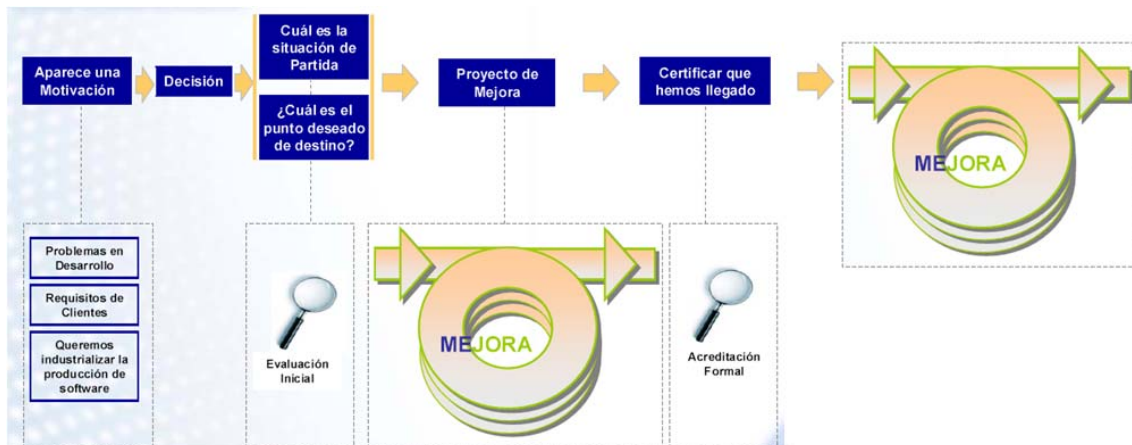 Aparece una
Motivación
Decisión
Cuál es la
situación de
Partida
¿Cuál es el
punto deseado
de destino?
Proyecto de
Mejora
Certificar que
hemos llegado
MEJORA
Problemas en
Desarrollo
Requisitos de
Clientes
Queremos
industrializar la
producción de
software
Evaluación
Inicial
MEJORA
Acreditación
Formal